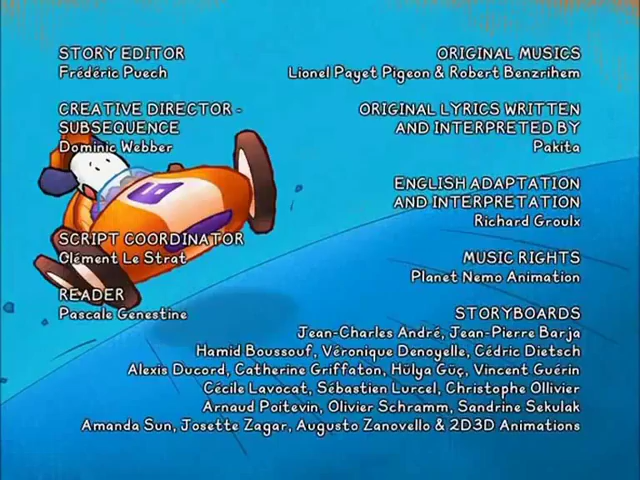 STORY EDITOR
Frédéric Puech
CREATIVE DIRECTOR -
SUBSEQUENCE
Dominic Webber
SCRIPT COORDINATOR
Clément Le Strat
READER
Pascale Genestine
ORIGINAL MUSICS
Lionel Payet Pigeon & Robert Benzrihem
ORIGINAL LYRICS WRITTEN
AND INTERPRETED BY
Pakita
ENGLISH ADAPTATION
AND INTERPRETATION
Richard Groulx
MUSIC RIGHTS
Planet Nemo Animation
STORYBOARDS
Jean-Charles André, Jean-Pierre Barja
Hamid Boussouf, Véronique Denoyelle, Cédric Dietsch
Alexis Ducord, Catherine Griffaton, Hülya Güç, Vincent Guérin
Cécile Lavocat, Sébastien Lurcel, Christophe Ollivier
Arnaud Poitevin, Olivier Schramm, Sandrine Sekulak
Amanda Sun, Josette Zagar, Augusto Zanovello & 2D3D Animations